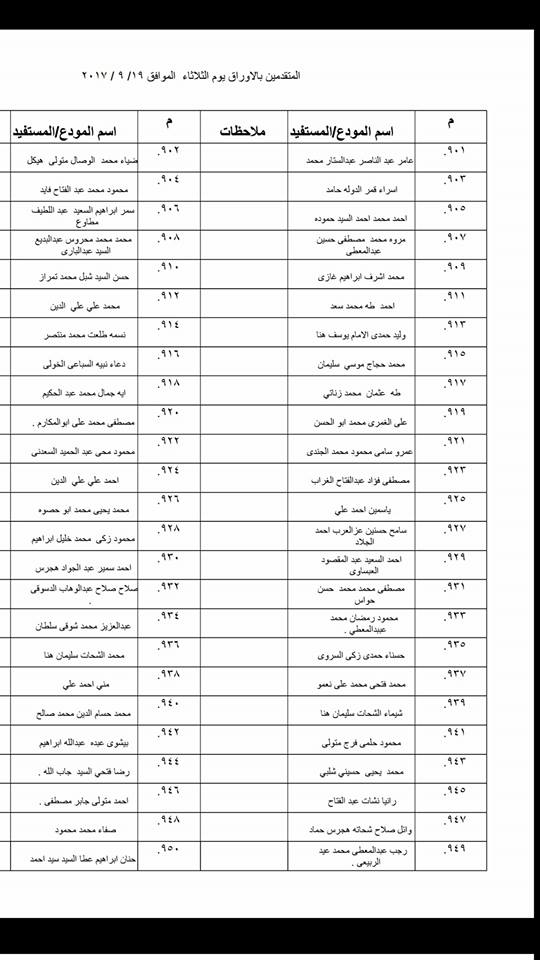 المتقدمين بالاوراق يوم الثلاثاء الموافق ١٩/ ٩ / ٢٠١٧
م اسم المودع/المستفيد ملاحظات م اسم المودع/المستفيد
٩٠١. عامر عبد الناصر عبدالستار محمد ٩٠٢. ضياء محمد الوصال متولى هيكل
٩٠٣. اسراء قمر الدوله حامد ٩٠٤. محمود محمد عبد الفتاح فايد
٩٠٥. احمد محمد احمد السيد حموده ٩٠٦. سمر ابراهيم السعيد عبد اللطيف
مطاوع
٩٠٧. مروه محمد مصطفى حسين ٩٠٨. محمد محمد محروس عبدالبديع
عبدالمعطى السيد عبدالبارى
٩٠٩. محمد اشرف ابراهيم غازى ٩١٠. حسن السيد شبل محمد تمراز
٩١١. احمد طه محمد سعد ٩١٢. محمد علي علي الدين
٩١٣. وليد حمدى الامام يوسف هنا ٩١٤. نسمه طلعت محمد منتصر
٩١٥. محمد حجاج موسي سليمان ٩١٦. دعاء نبيه السباعى الخولى
٩١٧. طه عثمان محمد زناتي ٩١٨. ايه جمال محمد عبد الحكيم
٩١٩. على الغمرى محمد ابو الحسن ٩٢٠. مصطفى محمد على ابوالمكارم .
٩٢١. عمرو سامى محمود محمد الجندى ٩٢٢. محمود محى عبد الحميد السعدنى
٩٢٣. مصطفى فؤاد عبدالفتاح الغراب ٩٢٤. احمد علي علي الدين
٩٢٥. ياسمين احمد علي ٩٢٦. محمد يحيى محمد ابو حصوه
٩٢٧. سامح حسنين عزالعرب احمد ٩٢٨. محمود زكى محمد خليل ابراهيم
الجلاد
٩٢٩. احمد السعيد عبد المقصود ٩٣٠. احمد سمير عبد الجواد هجرس
العيساوى
٩٣١. مصطفى محمد محمد حسن ٩٣٢. صلاح صلاح عبدالوهاب الدسوقى
حواس .
٩٣٣. محمود رمضان محمد ٩٣٤. عبدالعزيز محمد شوقى سلطان
عبدالمعطي .
٩٣٥. حسناء حمدى زكى السروى ٩٣٦. محمد الشحات سليمان هنا
٩٣٧. محمد فتحى محمد على نعمو ٩٣٨. مني احمد علي
٩٣٩. شيماء الشحات سليمان هنا ٩٤٠. محمد حسام الدين محمد صالح
٩٤١. محمود حلمى فرج متولى ٩٤٢. بيشوى عبده عبدالله ابراهيم
٩٤٣. محمد يحيى حسيني شلبي ٩٤٤. رضا فتحي السيد جاب الله .
٩٤٥. رانيا نشات عبد الفتاح ٩٤٦. احمد متولى جابر مصطفى .
٩٤٧. وائل صلاح شحاته هجرس حماد ٩٤٨. صفاء محمد محمود
٩٤٩. رجب عبدالمعطى محمد عيد ٩٥٠. حنان ابراهيم عطا السيد سيد احمد
الربيعى .